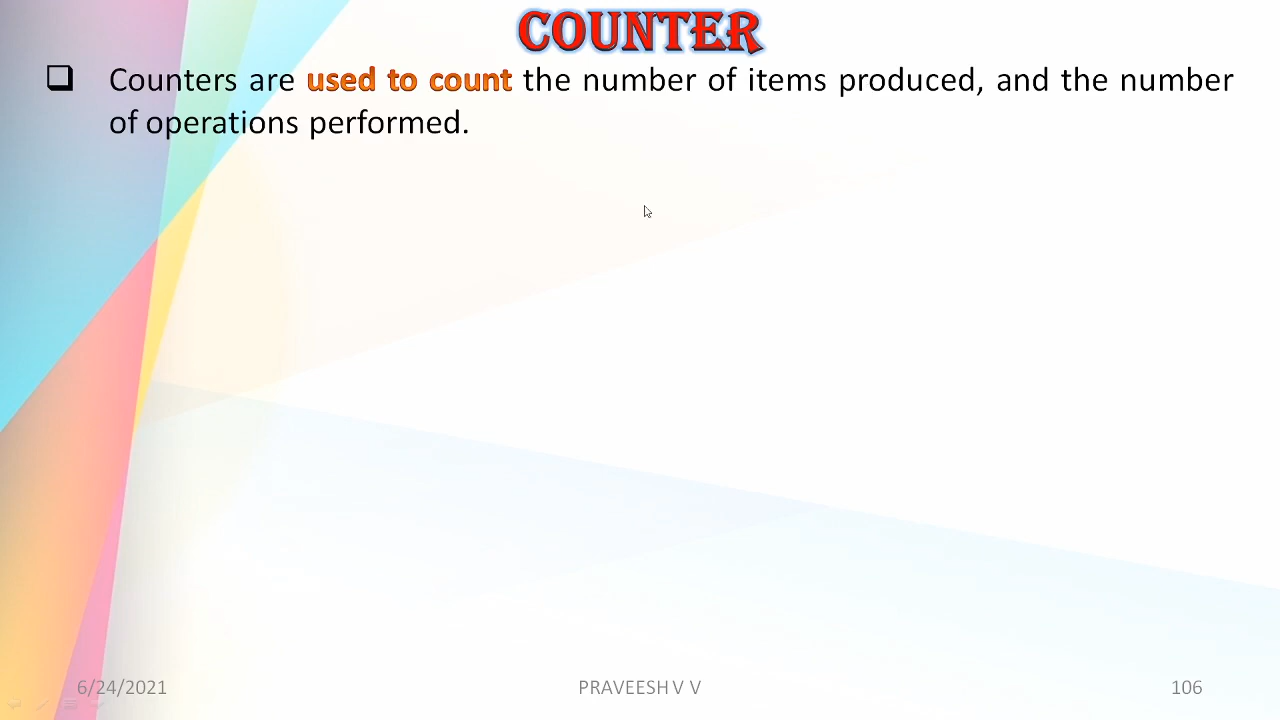 COUNTER
❑ Counters are used to count the number of items produced, and the number
of operations performed.
6/24/2021 PRAVEESH V V 106